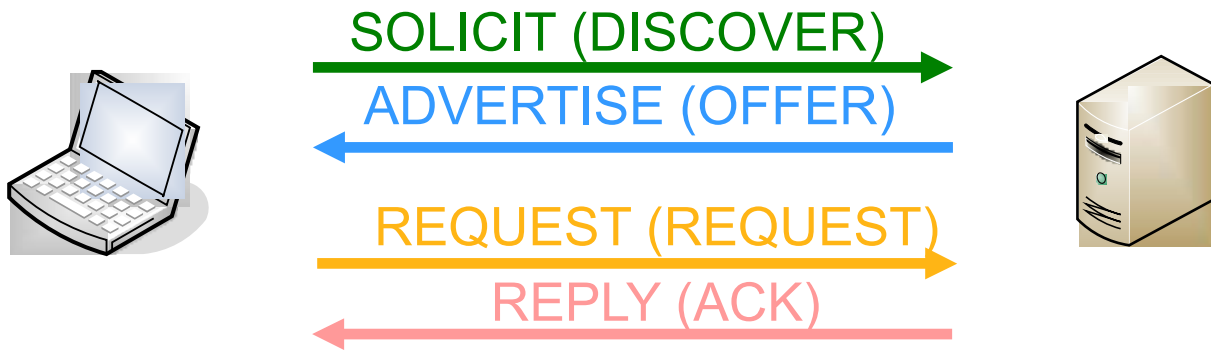 SOLICIT (DISCOVER)
ADVERTISE (OFFER)
REQUEST (REQUEST)
REPLY (ACK)